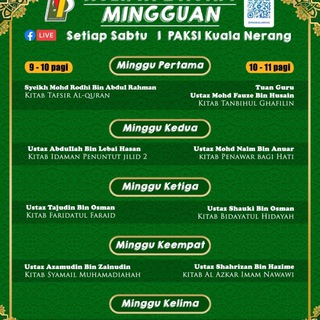 MINGGUAN
LIVE
Setiap Sabtu | PAKSI Kuala Nerang
9 - 10 pagi
Minggu Pertama
10 - 11 pagi
Syeikh Mohd Rodhi Bin Abdul Rahman
Kitab Tafsir Al-Quran
Tuan Guru
Ustaz Mohd Fauze Bin Husain
Kitab Tanbihul Ghafilin
Minggu Kedua
Ustaz Abdullah Bin Lebai Hasan
Kitab Idaman Penuntut jilid 2
Ustaz Mohd Naim Bin Anuar
Kitab Penawar Bagi Hati
Minggu Ketiga
Ustaz Tajudin Bin Osman
Kitab Faridatul Faraid
Ustaz Shauki Bin Osman
Kitab Bidayatul Hidayah
Minggu Keempat
Ustaz Azamudin Bin Zainudin
Kitab Syamail Muhamadiahah
Ustaz Shahrizan Bin Hazime
Kitab Al Azkar Imam Nawawi
Minggu Kelima